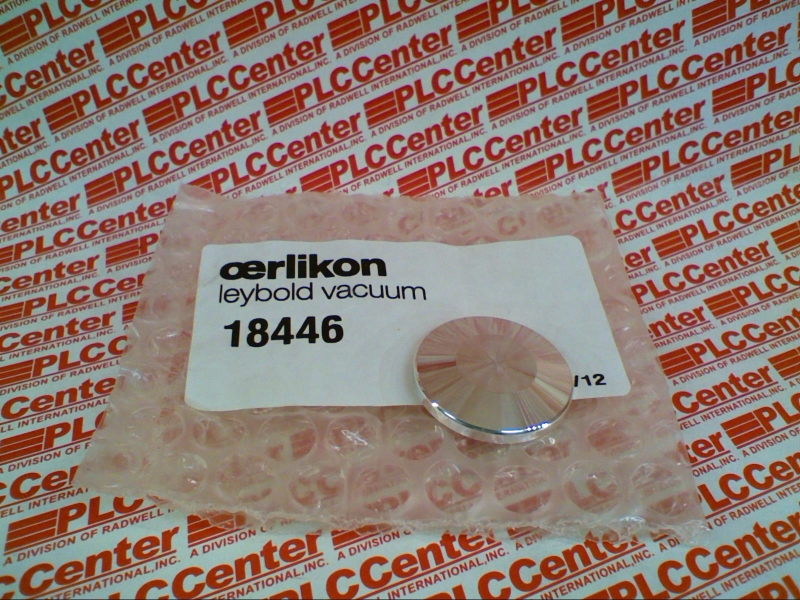 œrlikon
leybold vacuum
18446
/12
PLCCenter
A DIVISION OF RADWELL INTERNATIONAL, INC.